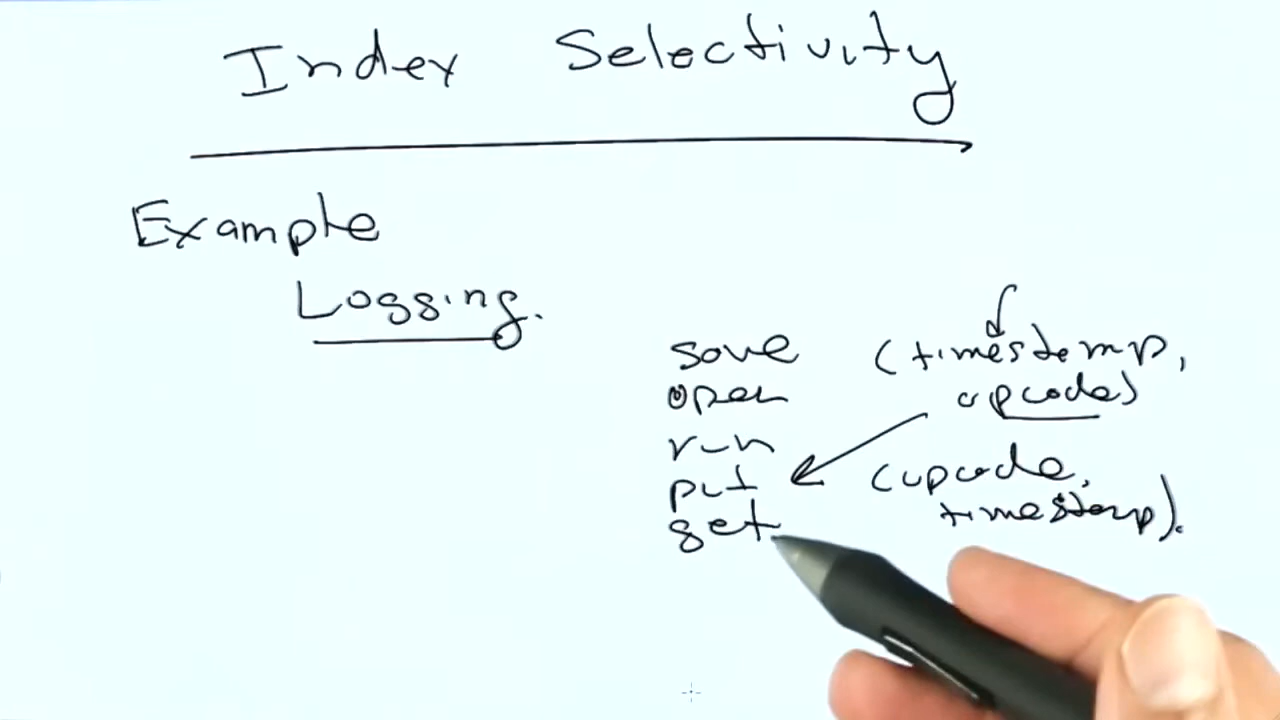 Index Selectivity
Example
Logging.
save
open
run
put
get
(timestamp,
opcode)
(opcode,
timestamp).